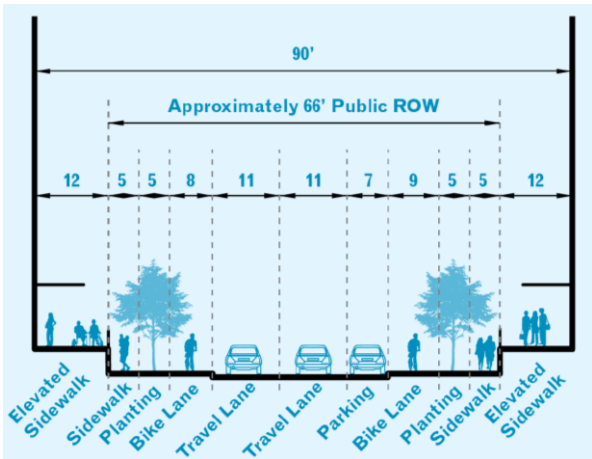 90'
Approximately 66' Public ROW
12 5 5 8 11 11 7 9 5 5 12
Elevated
Sidewalk
Sidewalk
Planting
Bike Lane
Travel Lane
Travel Lane
Parking
Bike Lane
Planting
Sidewalk
Elevated
Sidewalk